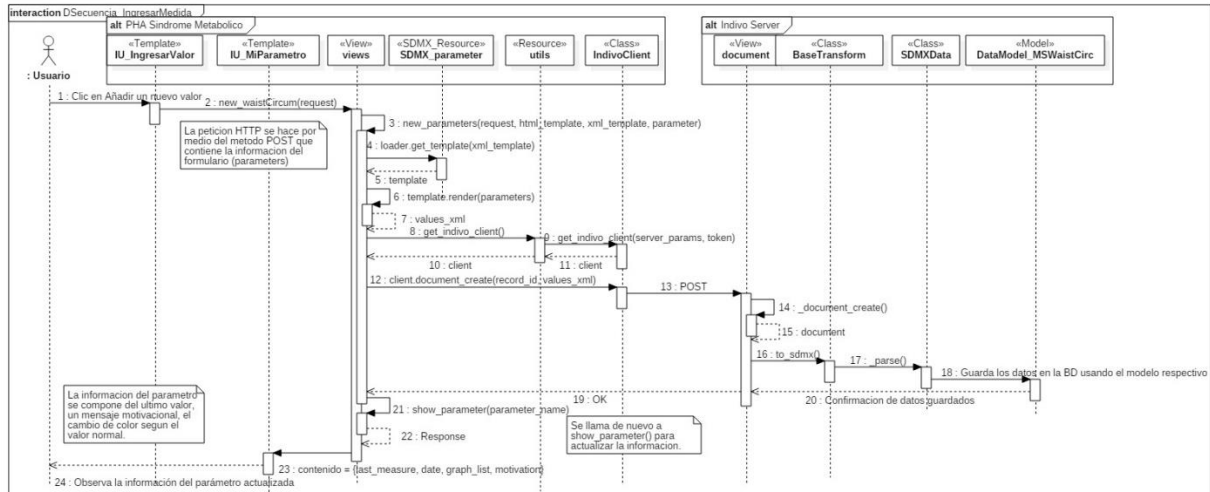 interaction DSecuencia_IngresarMedida
alt PHA Sindrome Metabolico
alt Indivo Server
: Usuario
«Template»
IU_IngresarValor
«Template»
IU_MiParametro
«View»
views
«SDMX_Resource»
SDMX_parameter
«Resource»
utils
«Class»
IndivoClient
«View»
document
«Class»
BaseTransform
«Class»
SDMXData
«Model»
DataModel_MSWaistCirc
1 : Clic en Añadir un nuevo valor
2 : new_waistCircum(request)
3 : new_parameters(request, html_template, xml_template, parameter)
La peticion HTTP se hace por
medio del metodo POST que
contiene la informacion del
formulario (parameters)
4 : loader.get_template(xml_template)
5 : template
6 : template.render(parameters)
7 : values_xml
8 : get_indivo_client()
9 : get_indivo_client(server_params, token)
10 : client
11 : client
12 : client.document_create(record_id, values_xml)
13 : POST
14 : _document_create()
15 : document
16 : to_sdmx()
17 : _parse()
18 : Guarda los datos en la BD usando el modelo respectivo
19 : OK
20 : Confirmacion de datos guardados
La informacion del parametro
se compone del ultimo valor,
un mensaje motivacional, el
cambio de color segun el
valor normal.
21 : show_parameter(parameter_name)
22 : Response
Se llama de nuevo a
show_parameter() para
actualizar la informacion.
23 : contenido = {last_measure, date, graph_list, motivation}
24 : Observa la información del parámetro actualizada